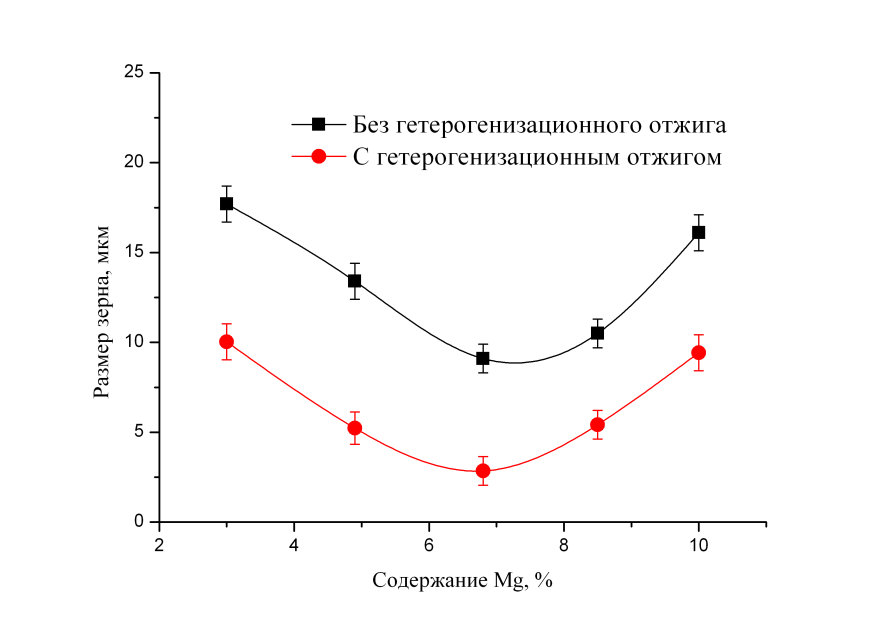 25
20
15
10
5
0
2
4
6
8
10
Размер зерна, мкм
Без гетерогенизационного отжига
С гетерогенизационным отжигом
Содержание Mg, %